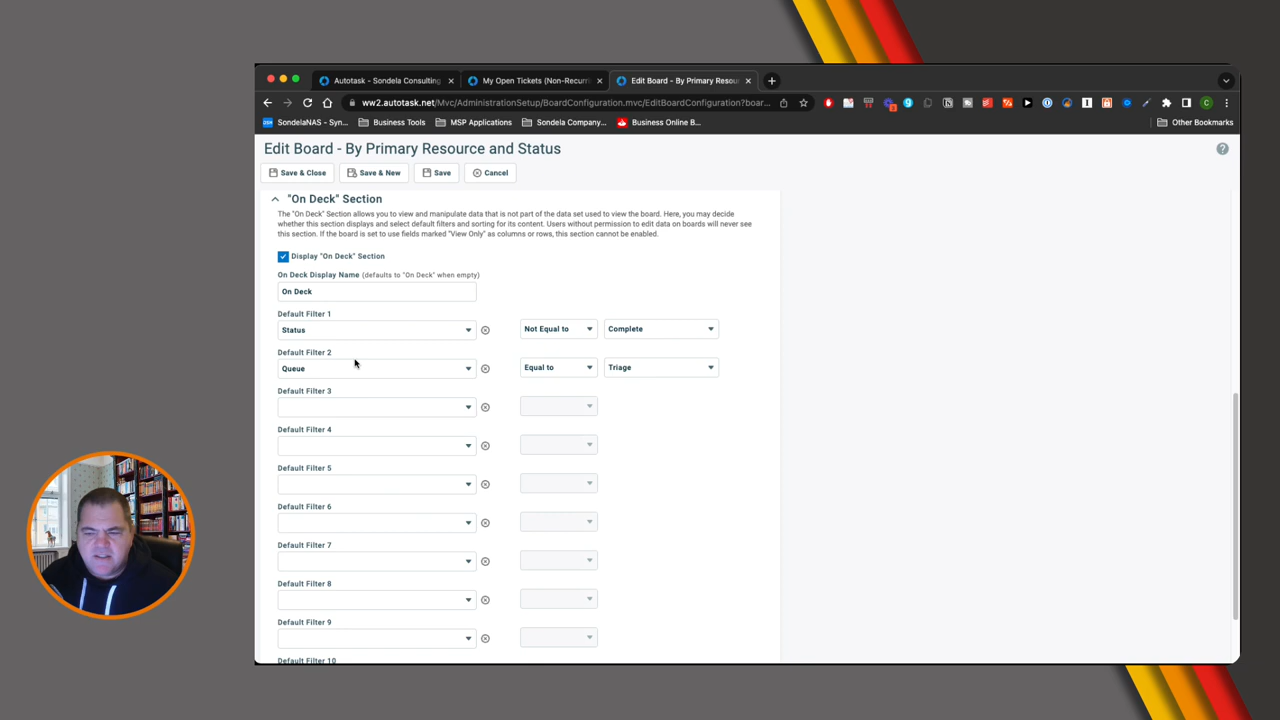 Autotask - Sondela Consulting
My Open Tickets (Non-Recurr
Edit Board - By Primary Resou
ww2.autotask.net/Mvc/AdministrationSetup/BoardConfiguration.mvc/EditBoardConfiguration?boar...
SondelaNAS - Syn... Business Tools MSP Applications Sondela Company... Business Online B... Other Bookmarks
Edit Board - By Primary Resource and Status
Save & Close Save & New Save Cancel
"On Deck" Section
The "On Deck" Section allows you to view and manipulate data that is not part of the data set used to view the board. Here, you may decide
whether this section displays and select default filters and sorting for its content. Users without permission to edit data on boards will never see
this section. If the board is set to use fields marked "View Only" as columns or rows, this section cannot be enabled.
Display "On Deck" Section
On Deck Display Name (defaults to "On Deck" when empty)
On Deck
Default Filter 1
Status Not Equal to Complete
Default Filter 2
Queue Equal to Triage
Default Filter 3
Default Filter 4
Default Filter 5
Default Filter 6
Default Filter 7
Default Filter 8
Default Filter 9
Default Filter 10